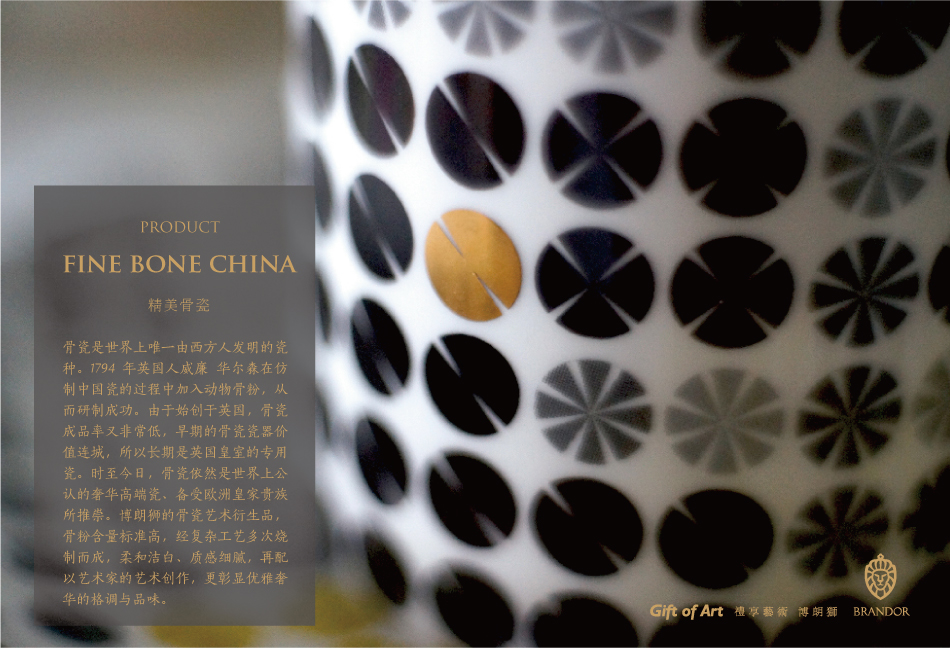 PRODUCT
FINE BONE CHINA
精美骨瓷
骨瓷是世界上唯一由西方人发明的瓷
种。1794 年英国人威廉 华尔森在仿
制中国瓷的过程中加入动物骨粉，从
而研制成功。由于始创于英国，骨瓷
成品率又非常低，早期的骨瓷瓷器价
值连城，所以长期是英国皇室的专用
瓷。时至今日，骨瓷依然是世界上公
认的奢华高端瓷、备受欧洲皇家贵族
所推崇。博朗狮的骨瓷艺术衍生品，
骨粉含量标准高，经复杂工艺多次烧
制而成，柔和洁白、质感细腻，再配
以艺术家的艺术创作，更彰显优雅奢
华的格调与品味。
Gift of Art 禮享藝術 博朗獅 BRANDOR